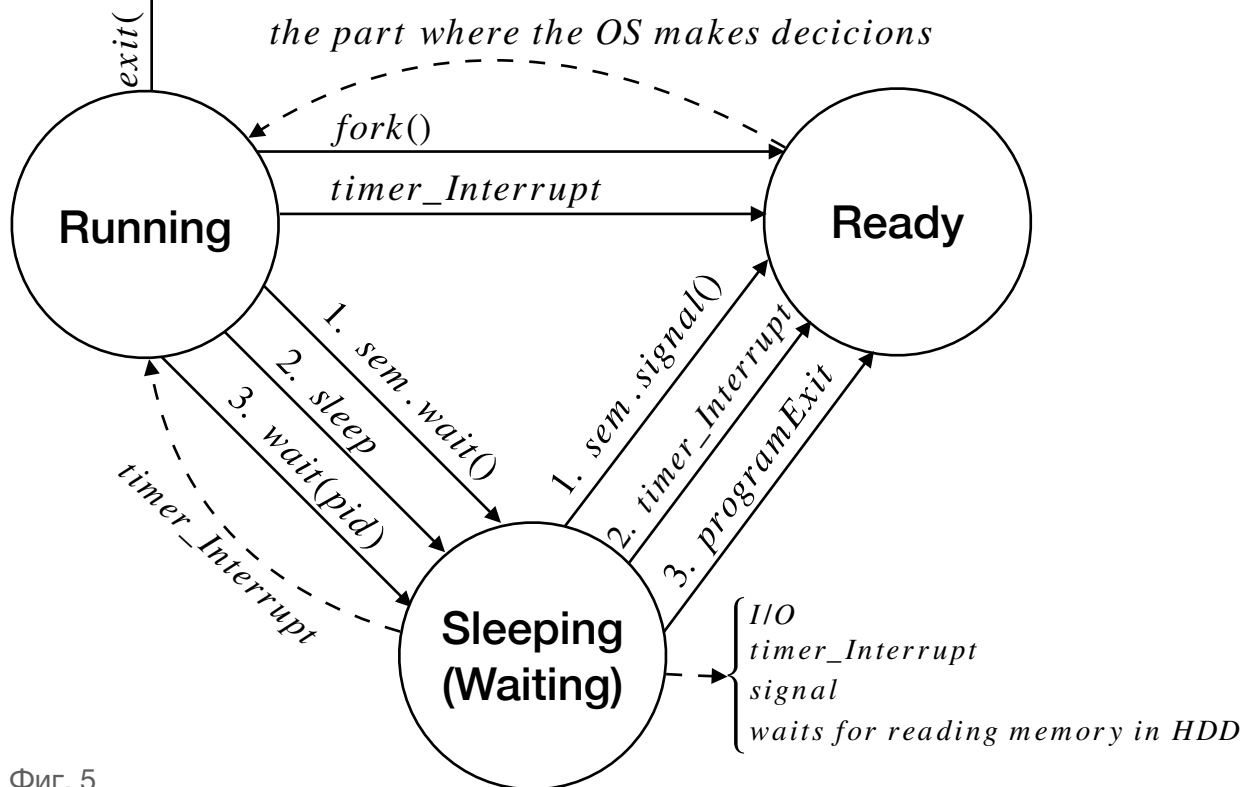 exit(
the part where the OS makes decicions
fork()
timer_Interrupt
Running
Ready
1. sem.wait()
2. sleep
3. wait(pid)
timer_Interrupt
1. sem.signal()
2. timer_Interrupt
3. programExit
Sleeping
(Waiting)
I/O
timer_Interrupt
signal
waits for reading memory in HDD
Фиг. 5